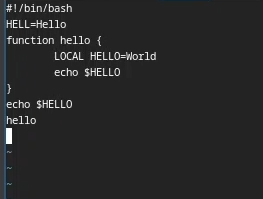 #!/bin/bash
HELL=Hello
function hello {
        LOCAL HELLO=World
        echo $HELLO
}
echo $HELLO
hello
~
~
~